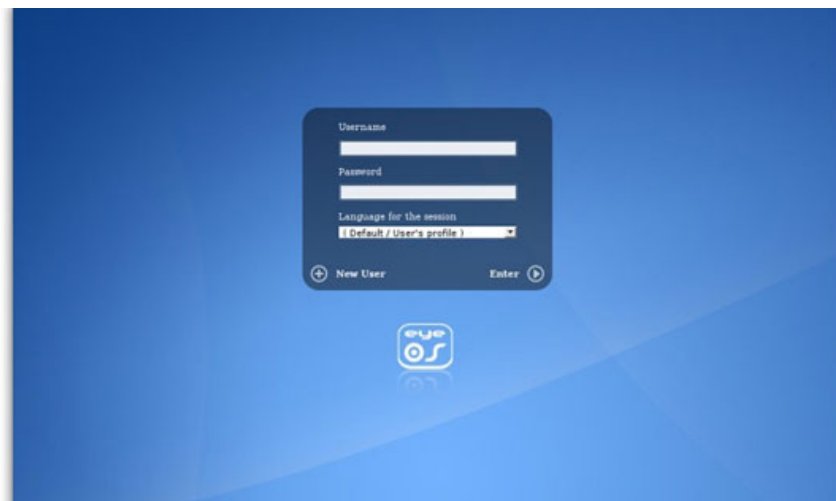 Username
Password
Language for the session
( Default / User's profile )
New User
Enter
eye
OS